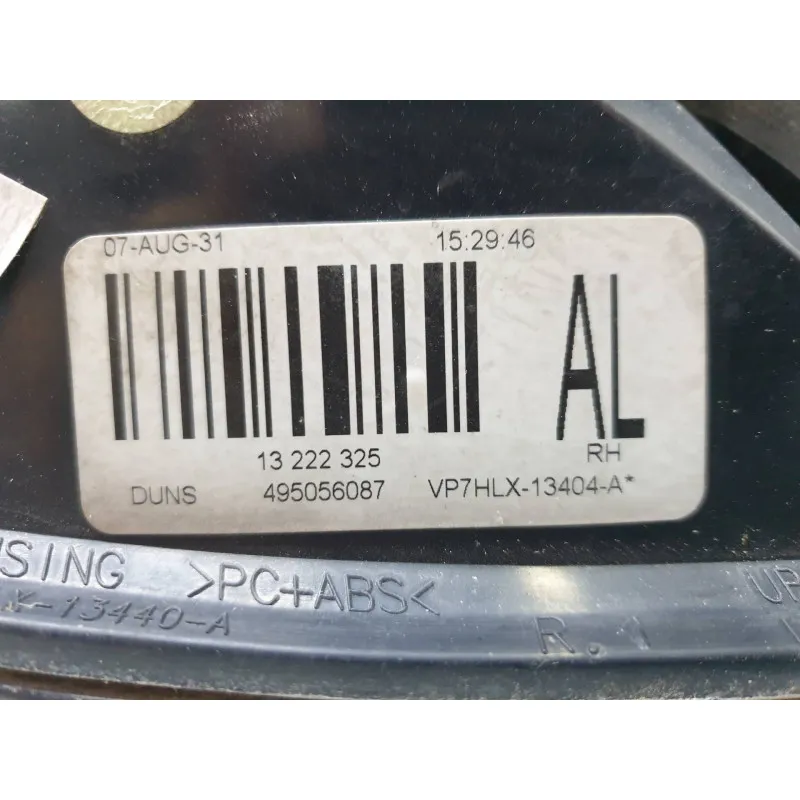 07-AUG-31 15:29:46
AL
13 222 325 RH
DUNS 495056087 VP7HLX-13404-A*
>PC+ABS<
-13440-A
R.1